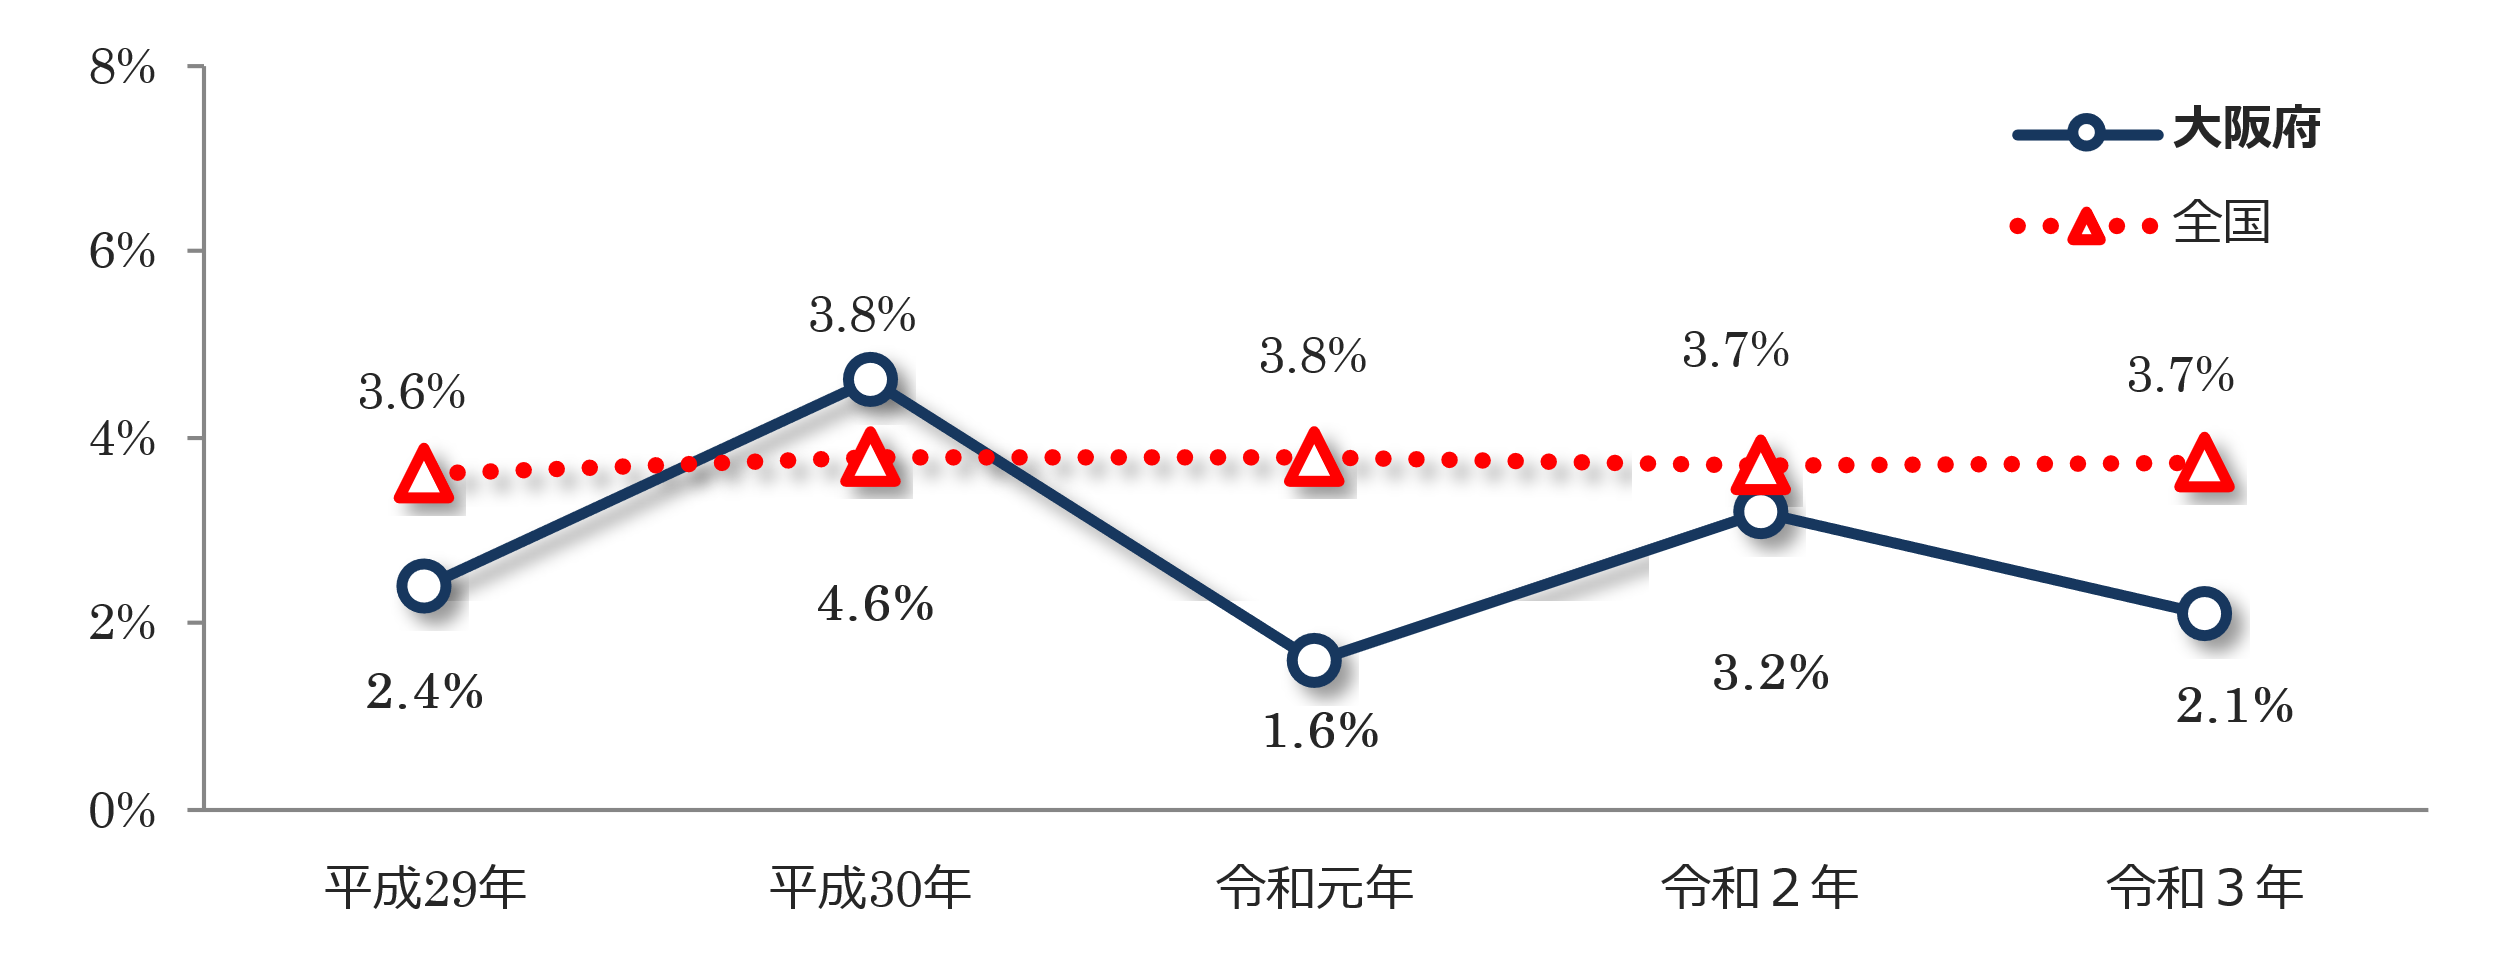 8%
大阪府
全国
6%
3.8%
3.8%
3.7%
3.7%
3.6%
4%
4.6%
2%
3.2%
2.4%
2.1%
1.6%
0%
平成29年
平成30年
令和元年
令和２年
令和３年